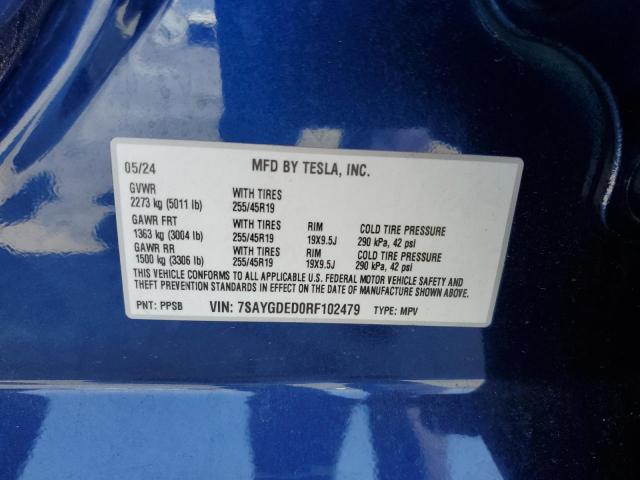 05/24 MFD BY TESLA, INC.
GVWR WITH TIRES
2273 kg (5011 lb) 255/45R19
GAWR FRT WITH TIRES RIM COLD TIRE PRESSURE
1363 kg (3004 lb) 255/45R19 19X9.5J 290 kPa, 42 psi
GAWR RR WITH TIRES RIM COLD TIRE PRESSURE
1500 kg (3306 lb) 255/45R19 19X9.5J 290 kPa, 42 psi
THIS VEHICLE CONFORMS TO ALL APPLICABLE U.S. FEDERAL MOTOR VEHICLE SAFETY AND
THEFT PREVENTION STANDARDS IN EFFECT ON THE DATE OF MANUFACTURE SHOWN ABOVE.
PNT: PPSB VIN: 7SAYGDED0RF102479 TYPE: MPV